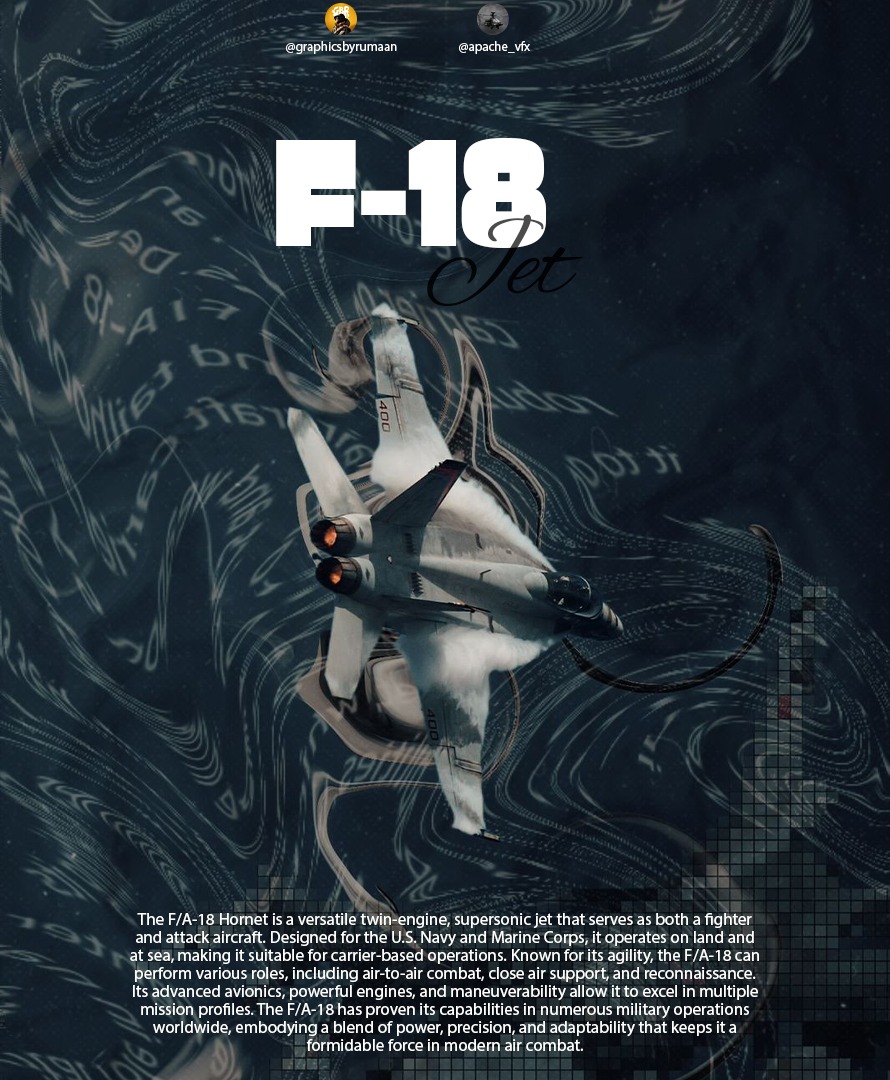 @graphicsbyrumaan
@apache_vfx
F-18
Jet
400
400
The F/A-18 Hornet is a versatile twin-engine, supersonic jet that serves as both a fighter
and attack aircraft. Designed for the U.S. Navy and Marine Corps, it operates on land and
at sea, making it suitable for carrier-based operations. Known for its agility, the F/A-18 can
perform various roles, including air-to-air combat, close air support, and reconnaissance.
Its advanced avionics, powerful engines, and maneuverability allow it to excel in multiple
mission profiles. The F/A-18 has proven its capabilities in numerous military operations
worldwide, embodying a blend of power, precision, and adaptability that keeps it a
formidable force in modern air combat.